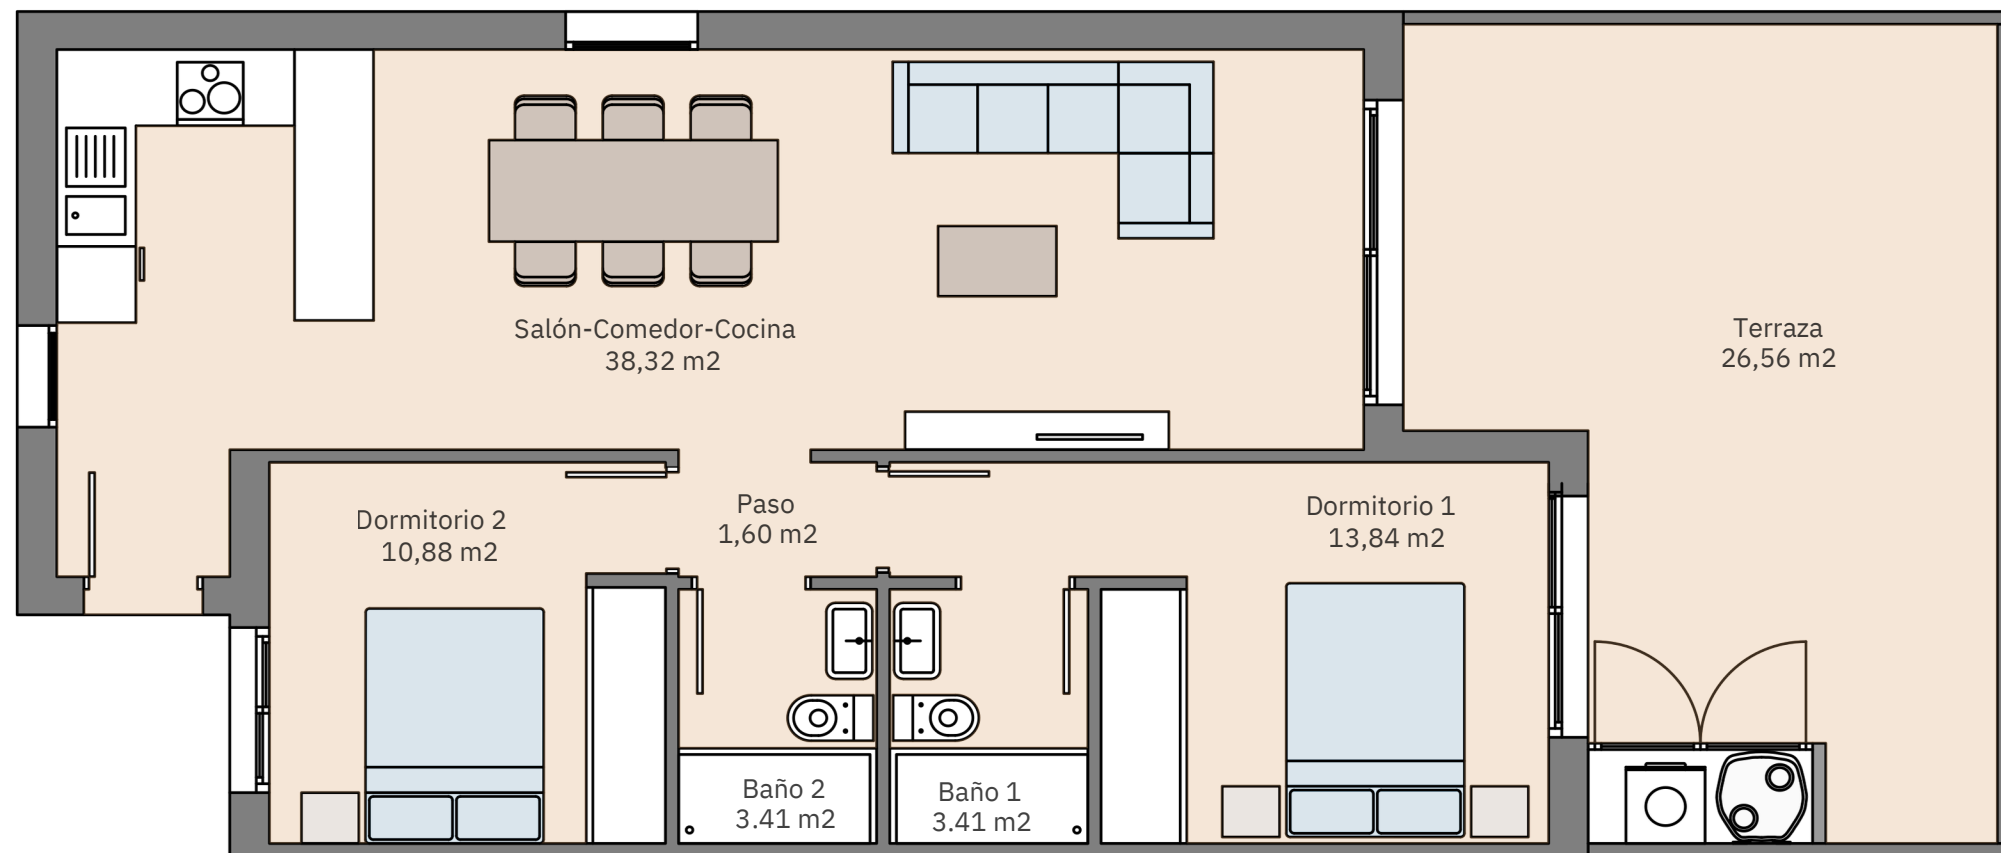 Salón-Comedor-Cocina
38,32 m2
Terraza
26,56 m2
Dormitorio 2
10,88 m2
Paso
1,60 m2
Dormitorio 1
13,84 m2
Baño 2
3.41 m2
Baño 1
3.41 m2